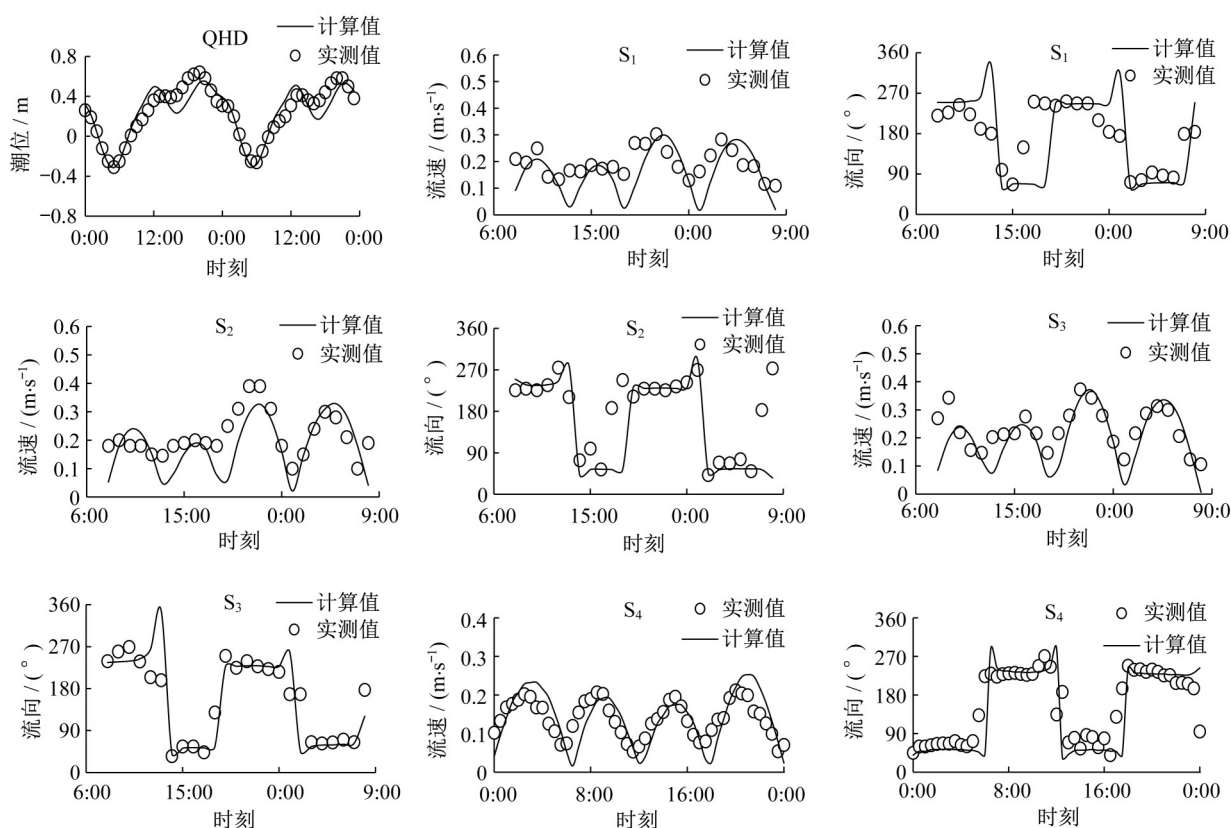 QHD
计算值
实测值
0.8
0.4
0
−0.4
−0.8
潮位 / m
0:00 12:00 0:00 12:00 0:00
时刻
S₁
计算值
实测值
0.6
0.5
0.4
0.3
0.2
0.1
0
流速 / (m·s⁻¹)
6:00 15:00 0:00 9:00
时刻
S₁
计算值
实测值
360
270
180
90
0
流向 / (°)
6:00 15:00 0:00 9:00
时刻
S₂
计算值
实测值
0.6
0.5
0.4
0.3
0.2
0.1
0
流速 / (m·s⁻¹)
6:00 15:00 0:00 9:00
时刻
S₂
计算值
实测值
360
270
180
90
0
流向 / (°)
6:00 15:00 0:00 9:00
时刻
S₃
计算值
实测值
0.6
0.5
0.4
0.3
0.2
0.1
0
流速 / (m·s⁻¹)
6:00 15:00 0:00 90:00
时刻
S₃
计算值
实测值
360
270
180
90
0
流向 / (°)
6:00 15:00 0:00 9:00
时刻
S₄
实测值
计算值
0.4
0.3
0.2
0.1
0
流速 / (m·s⁻¹)
0:00 8:00 16:00 0:00
时刻
S₄
实测值
计算值
360
270
180
90
0
流向 / (°)
0:00 8:00 16:00 0:00
时刻